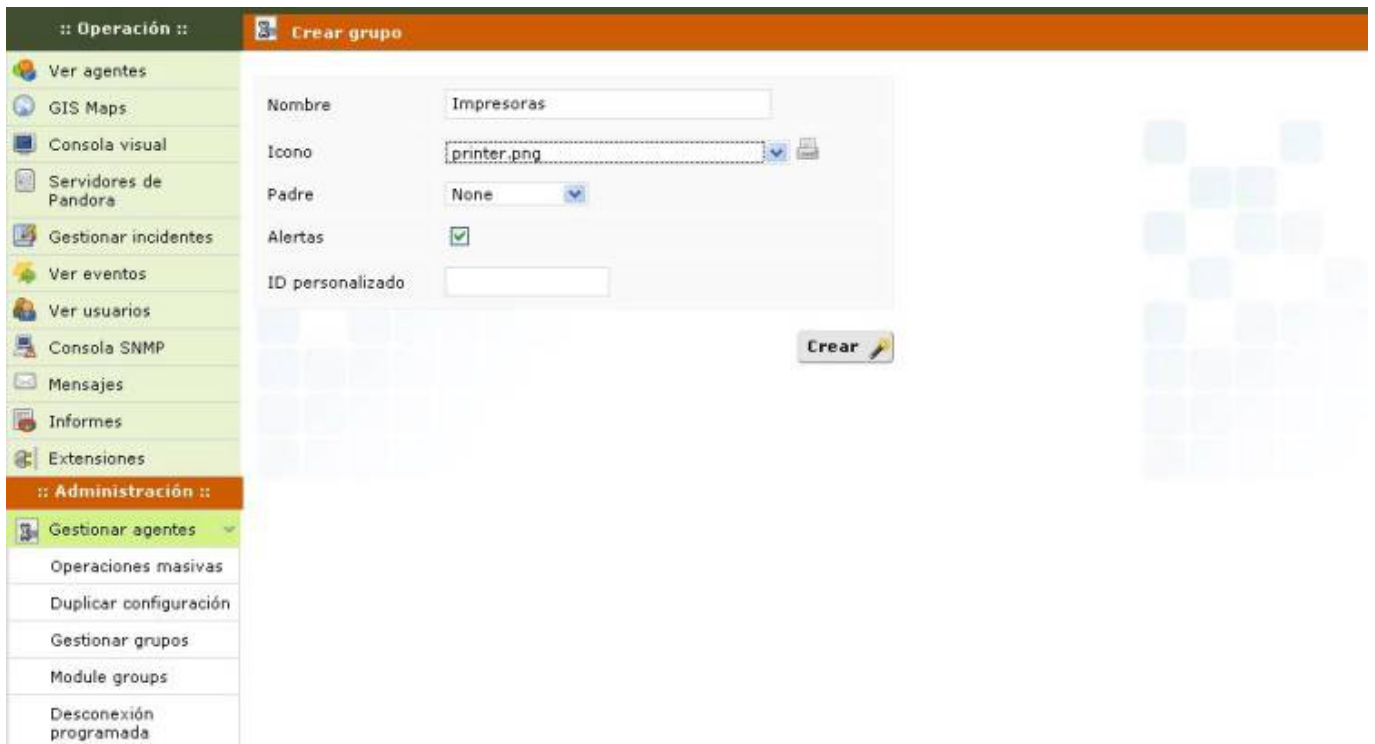 :: Operación ::
Crear grupo
Ver agentes
GIS Maps
Consola visual
Servidores de
Pandora
Gestionar incidentes
Ver eventos
Ver usuarios
Consola SNMP
Mensajes
Informes
Extensiones
:: Administración ::
Gestionar agentes
Operaciones masivas
Duplicar configuración
Gestionar grupos
Module groups
Desconexión
programada
Nombre Impresoras
Icono printer.png
Padre None
Alertas
ID personalizado
Crear